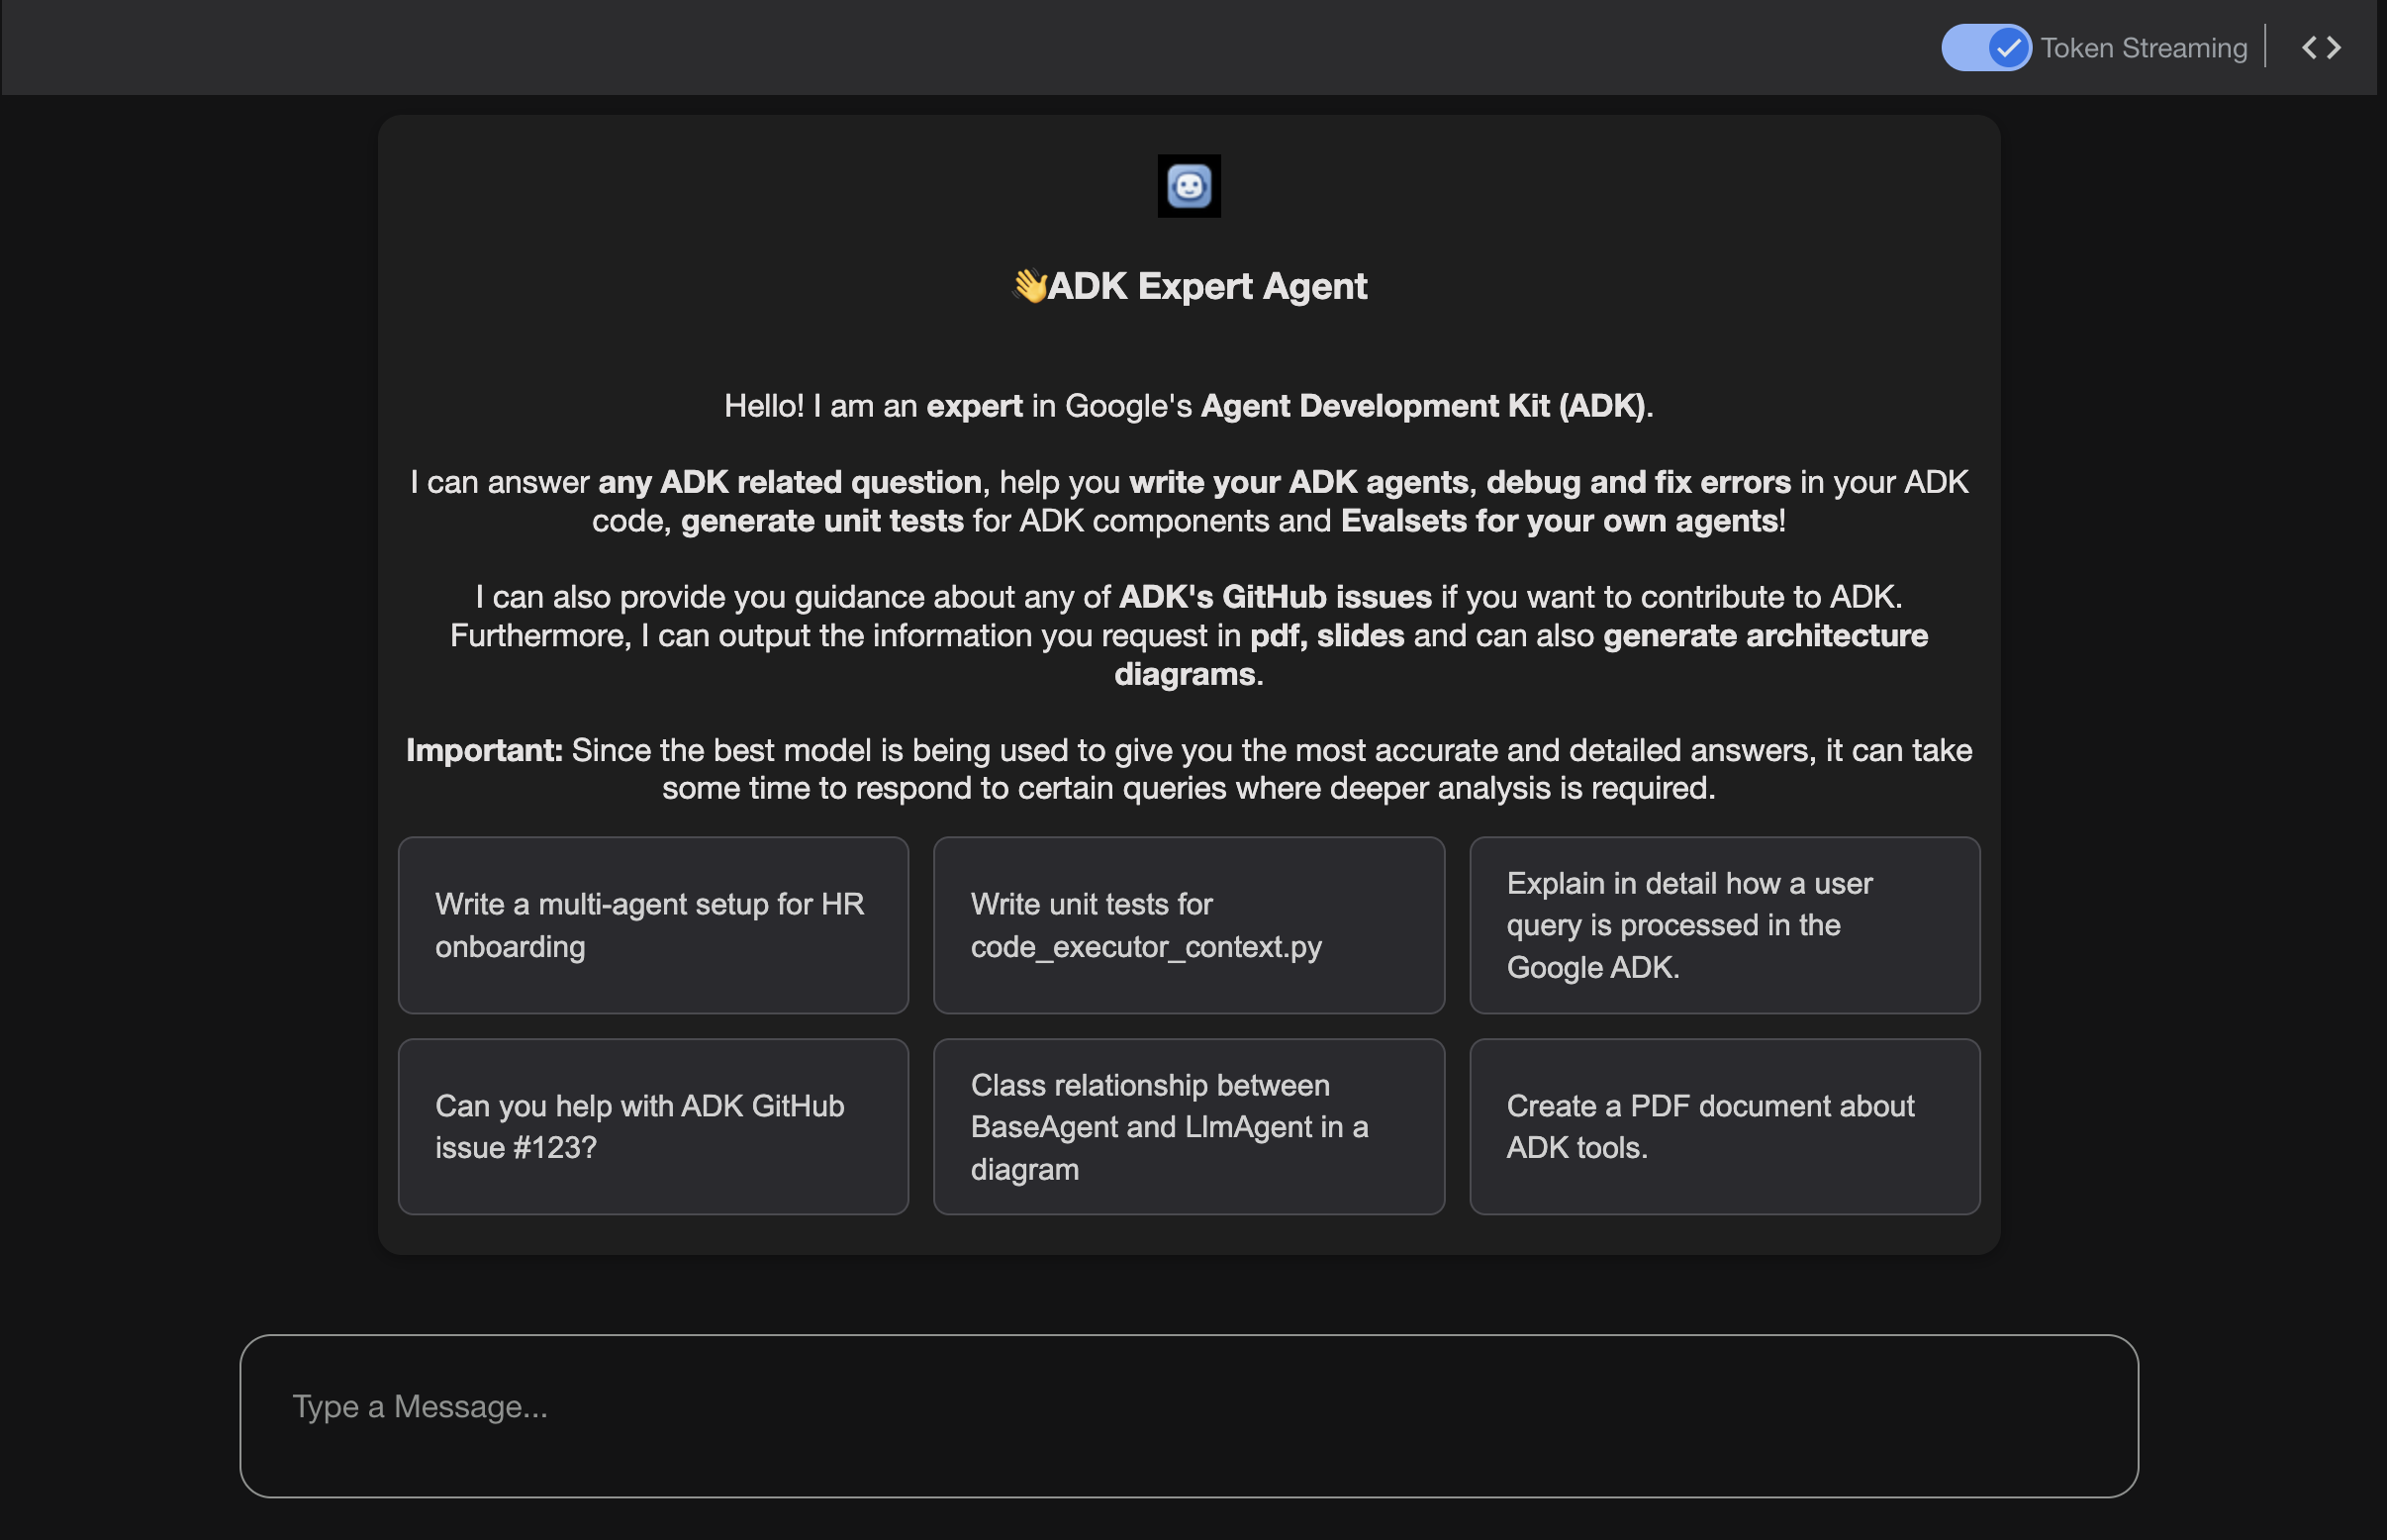 Token Streaming
👋ADK Expert Agent
Hello! I am an expert in Google's Agent Development Kit (ADK).
I can answer any ADK related question, help you write your ADK agents, debug and fix errors in your ADK
code, generate unit tests for ADK components and Evalsets for your own agents!
I can also provide you guidance about any of ADK's GitHub issues if you want to contribute to ADK.
Furthermore, I can output the information you request in pdf, slides and can also generate architecture
diagrams.
Important: Since the best model is being used to give you the most accurate and detailed answers, it can take
some time to respond to certain queries where deeper analysis is required.
Write a multi-agent setup for HR
onboarding
Write unit tests for
code_executor_context.py
Explain in detail how a user
query is processed in the
Google ADK.
Can you help with ADK GitHub
issue #123?
Class relationship between
BaseAgent and LlmAgent in a
diagram
Create a PDF document about
ADK tools.
Type a Message...